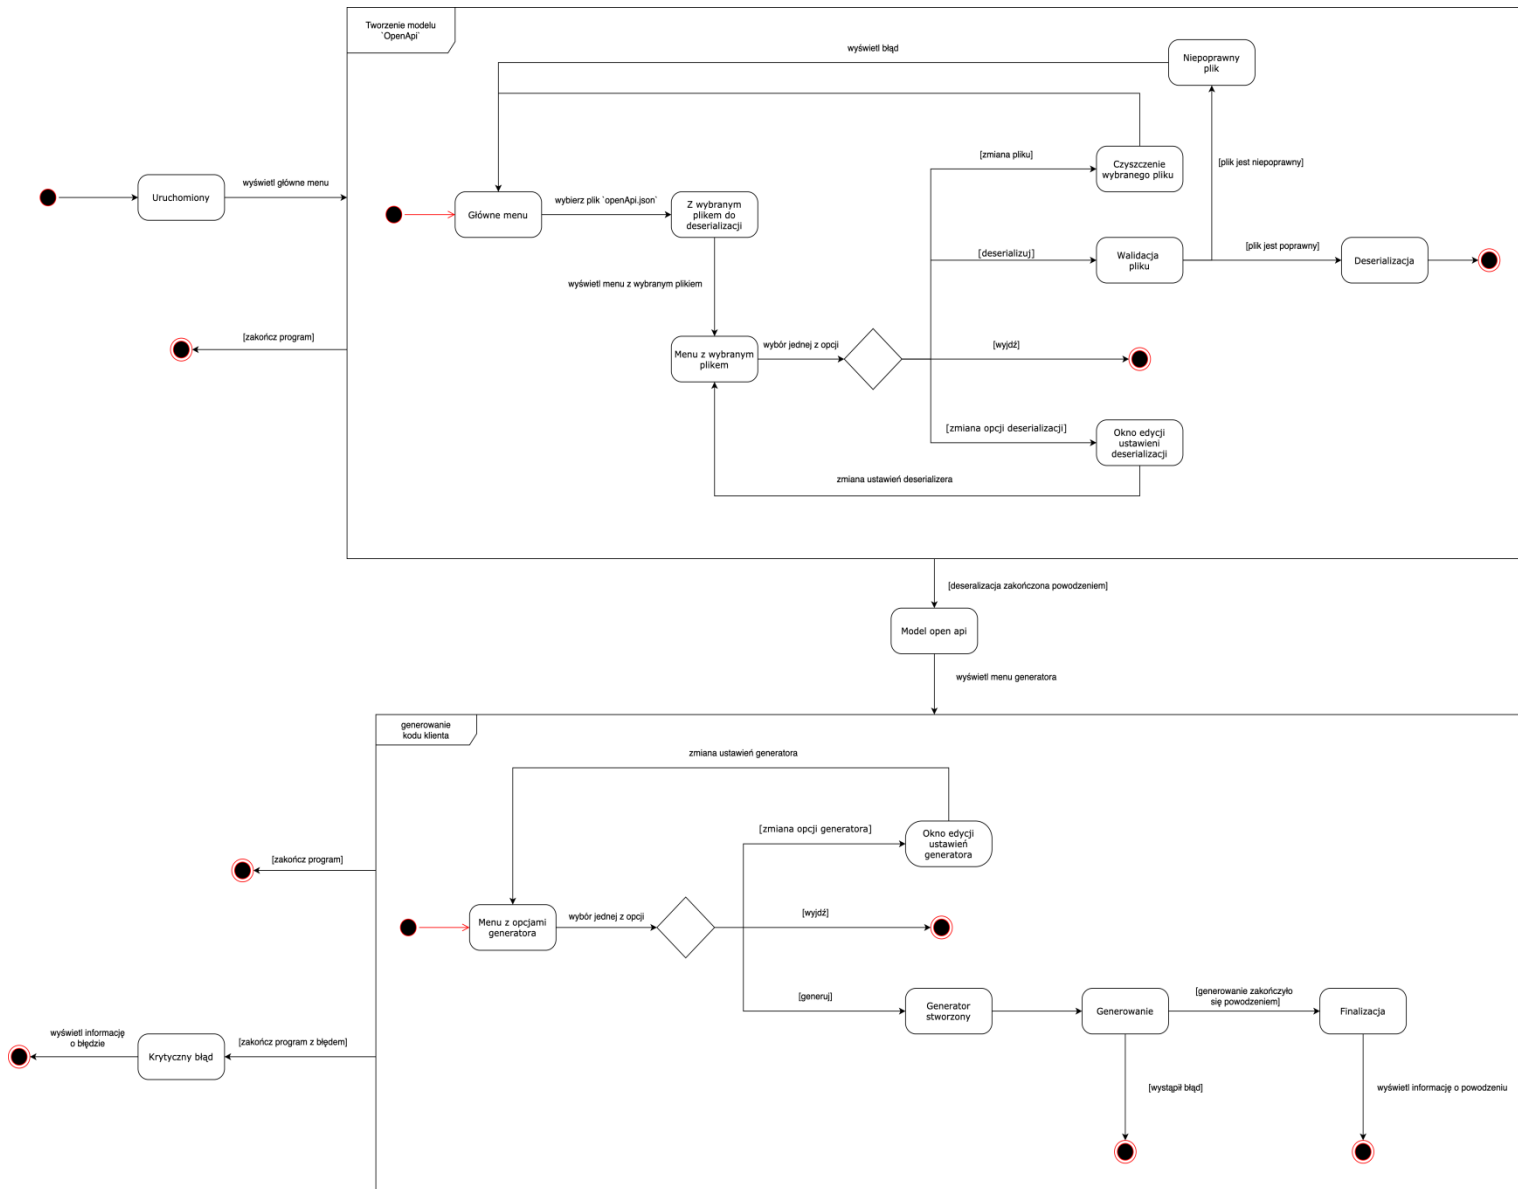 Tworzenie modelu
`OpenApi`
wyświetl błąd
Niepoprawny
plik
[zmiana pliku]
Czyszczenie
wybranego pliku
[plik jest niepoprawny]
Uruchomiony
wyświetl główne menu
Główne menu
wybierz plik `openApi.json`
Z wybranym
plikem do
deserializacji
[deserializuj]
Walidacja
pliku
[plik jest poprawny]
Deserializacja
wyświetl menu z wybranym plikiem
[zakończ program]
Menu z wybranym
plikem
wybór jednej z opcji
[wyjdź]
[zmiana opcji deserializacji]
Okno edycji
ustawieni
deserializacji
zmiana ustawień deserializera
[deseralizacja zakończona powodzeniem]
Model open api
wyświetl menu generatora
generowanie
kodu klienta
zmiana ustawień generatora
[zmiana opcji generatora]
Okno edycji
ustawień
generatora
[zakończ program]
Menu z opcjami
generatora
wybór jednej z opcji
[wyjdź]
[generuj]
Generator
stworzony
Generowanie
[generowanie zakończyło
się powodzeniem]
Finalizacja
wyświetl informację
o błędzie
Krytyczny błąd
[zakończ program z błędem]
[wystąpił błąd]
wyświetl informację o powodzeniu